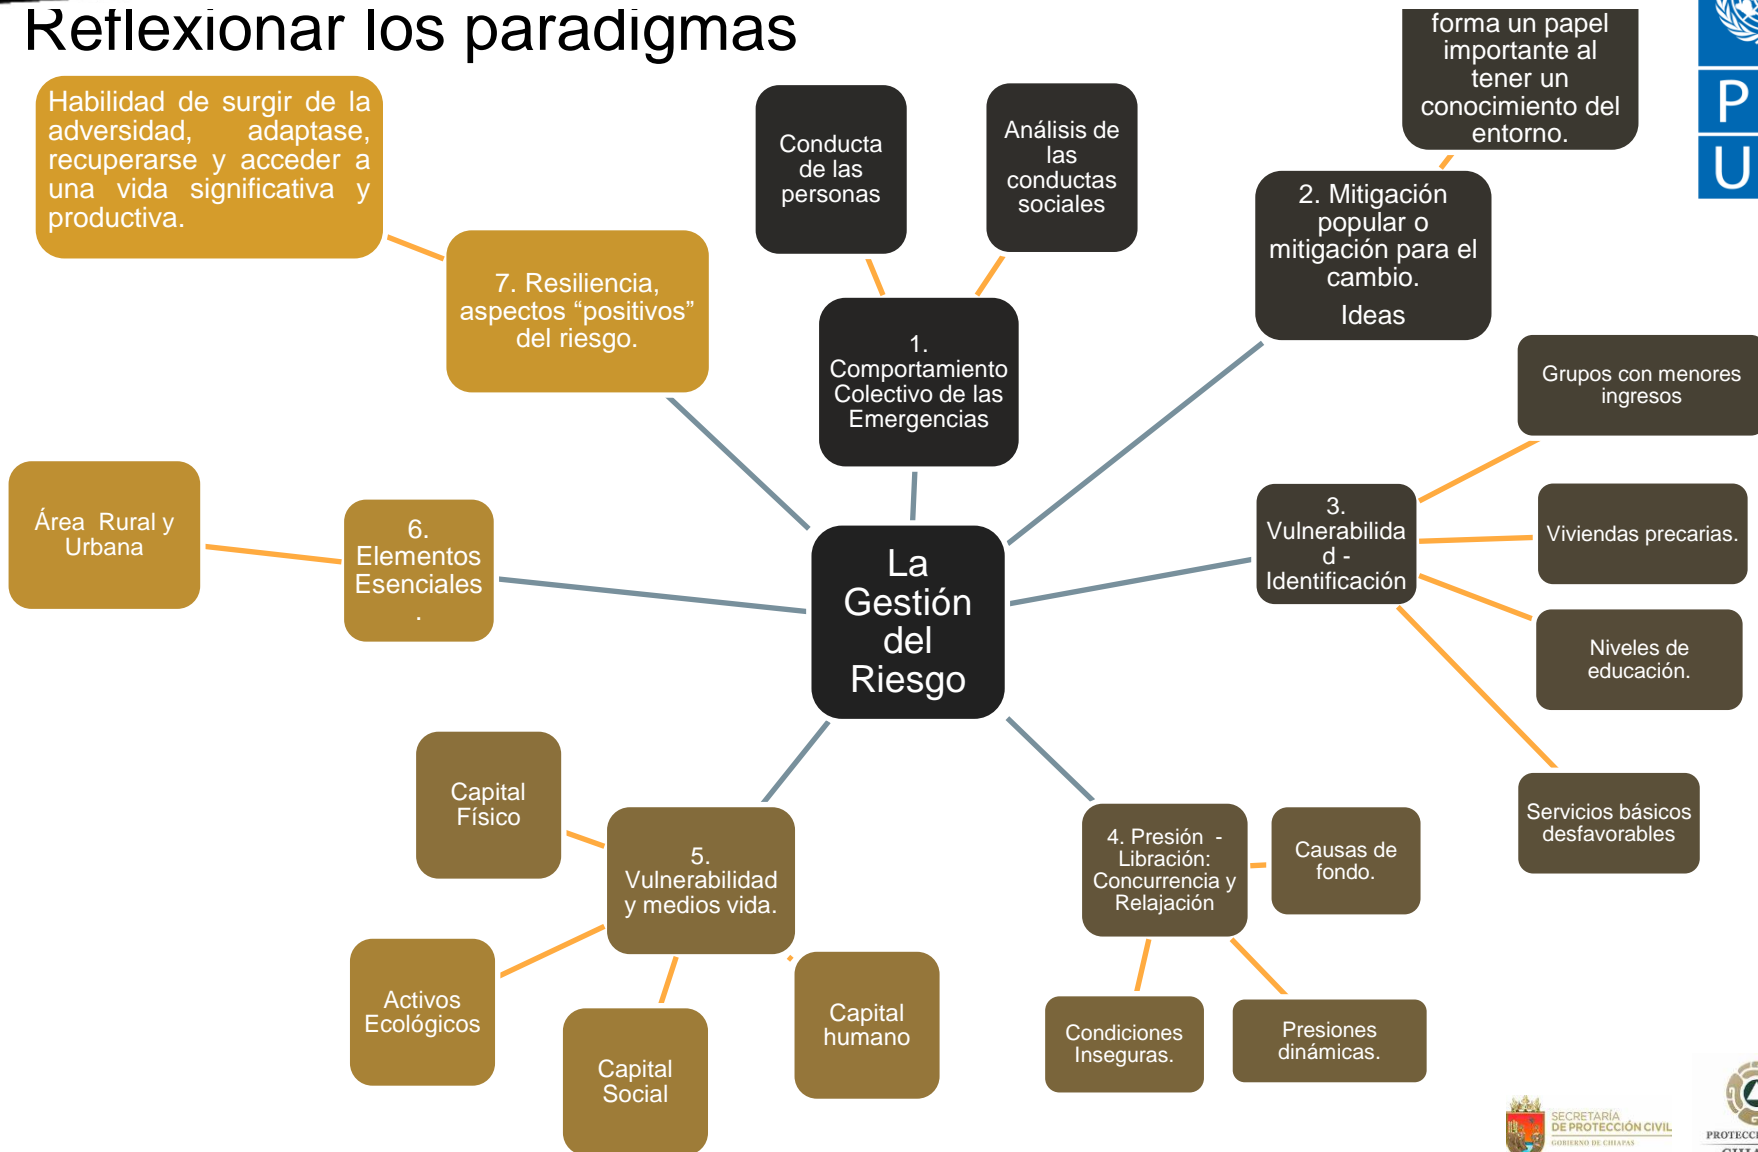 Reflexionar los paradigmas
forma un papel
importante al
tener un
conocimiento del
entorno.
P
U
Habilidad de surgir de la
adversidad, adaptase,
recuperarse y acceder a
una vida significativa y
productiva.
Conducta
de las
personas
Análisis de
las
conductas
sociales
2. Mitigación
popular o
mitigación para el
cambio.
Ideas
7. Resiliencia,
aspectos “positivos”
del riesgo.
1.
Comportamiento
Colectivo de las
Emergencias
Grupos con menores
ingresos
Área Rural y
Urbana
6.
Elementos
Esenciales
.
La
Gestión
del
Riesgo
3.
Vulnerabilida
d -
Identificación
Viviendas precarias.
Niveles de
educación.
Servicios básicos
desfavorables
Capital
Físico
5.
Vulnerabilidad
y medios vida.
4. Presión -
Libración:
Concurrencia y
Relajación
Causas de
fondo.
Activos
Ecológicos
Capital
Social
Capital
humano
Condiciones
Inseguras.
Presiones
dinámicas.
SECRETARÍA
DE PROTECCIÓN CIVIL
GOBIERNO DE CHIAPAS